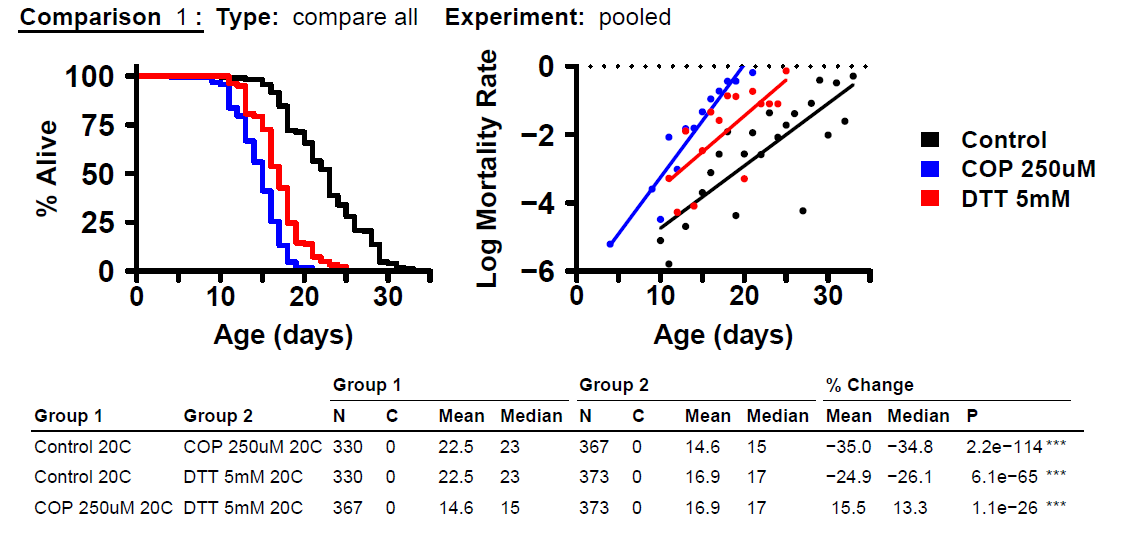 Comparison 1 : Type: compare all Experiment: pooled
100
75
50
25
0
% Alive
0 10 20 30
Age (days)
0
−2
−4
−6
Log Mortality Rate
0 10 20 30
Age (days)
Control
COP 250uM
DTT 5mM
Group 1 Group 2 % Change
Group 1 Group 2 N C Mean Median N C Mean Median Mean Median P
Control 20C COP 250uM 20C 330 0 22.5 23 367 0 14.6 15 −35.0 −34.8 2.2e−114 ***
Control 20C DTT 5mM 20C 330 0 22.5 23 373 0 16.9 17 −24.9 −26.1 6.1e−65 ***
COP 250uM 20C DTT 5mM 20C 367 0 14.6 15 373 0 16.9 17 15.5 13.3 1.1e−26 ***